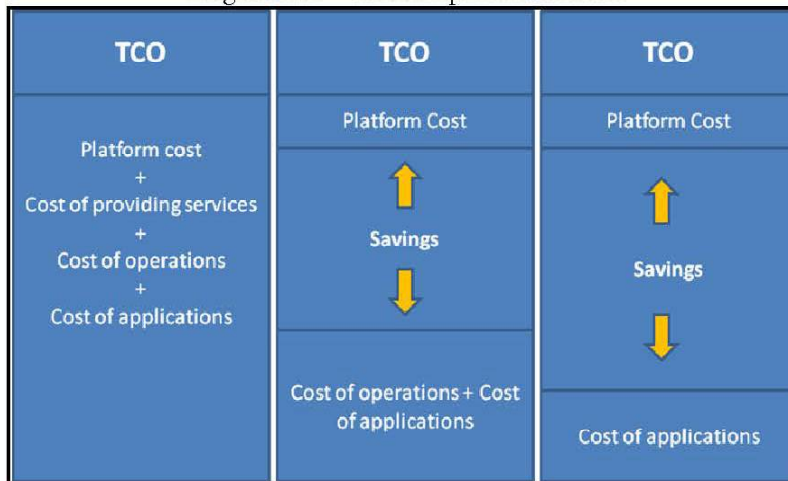 TCO
Platform cost
+
Cost of providing services
+
Cost of operations
+
Cost of applications
TCO
Platform Cost
Savings
Cost of operations + Cost
of applications
TCO
Platform Cost
Savings
Cost of applications